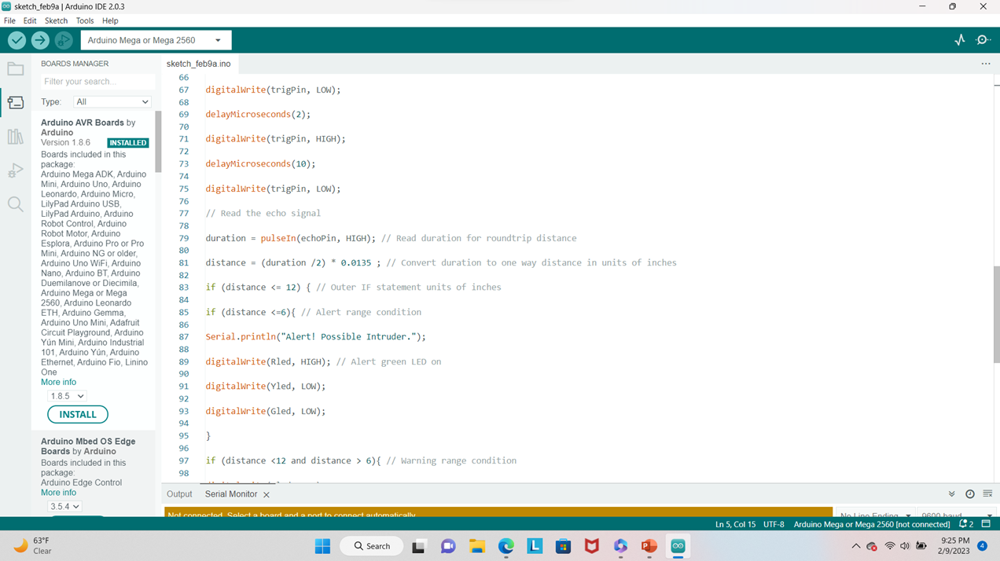 sketch_feb9a | Arduino IDE 2.0.3
File Edit Sketch Tools Help
Arduino Mega or Mega 2560
BOARDS MANAGER
Filter your search...
Type: All
Arduino AVR Boards by
Arduino
Version 1.8.6 INSTALLED
Boards included in this
package:
Arduino Mega ADK, Arduino
Mini, Arduino Uno, Arduino
Leonardo, Arduino Micro,
LilyPad Arduino USB,
LilyPad Arduino, Arduino
Robot Control, Arduino
Robot Motor, Arduino
Esplora, Arduino Pro or Pro
Mini, Arduino NG or older,
Arduino Uno WiFi, Arduino
Nano, Arduino BT, Arduino
Duemilanove or Diecimila,
Arduino Mega or Mega
2560, Arduino Leonardo
ETH, Arduino Gemma,
Arduino Uno Mini, Adafruit
Circuit Playground, Arduino
Yún Mini, Arduino Industrial
101, Arduino Yún, Arduino
Ethernet, Arduino Fio, Linino
One
More info
1.8.5
INSTALL
Arduino Mbed OS Edge
Boards by Arduino
Boards included in this
package:
Arduino Edge Control
More info
3.5.4
sketch_feb9a.ino
66
67 digitalWrite(trigPin, LOW);
68
69 delayMicroseconds(2);
70
71 digitalWrite(trigPin, HIGH);
72
73 delayMicroseconds(10);
74
75 digitalWrite(trigPin, LOW);
76
77 // Read the echo signal
78
79 duration = pulseIn(echoPin, HIGH); // Read duration for roundtrip distance
80
81 distance = (duration /2) * 0.0135 ; // Convert duration to one way distance in units of inches
82
83 if (distance <= 12) { // Outer IF statement units of inches
84
85 if (distance <=6){ // Alert range condition
86
87 Serial.println("Alert! Possible Intruder.");
88
89 digitalWrite(Rled, HIGH); // Alert green LED on
90
91 digitalWrite(Yled, LOW);
92
93 digitalWrite(Gled, LOW);
94
95 }
96
97 if (distance <12 and distance > 6){ // Warning range condition
98
Output Serial Monitor
Not connected. Select a board and a port to connect automatically.
No Line Ending 9600 baud
Ln 5, Col 15 UTF-8 Arduino Mega or Mega 2560 [not connected] 2
63°F
Clear
Search
9:25 PM
2/9/2023
4